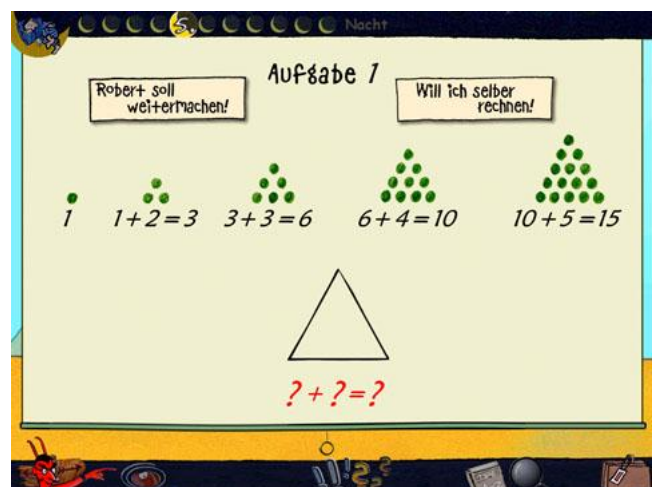 5. Nacht
Aufgabe 1
Robert soll
weitermachen!
Will ich selber
rechnen!
1
1+2=3
3+3=6
6+4=10
10+5=15
?+?=?